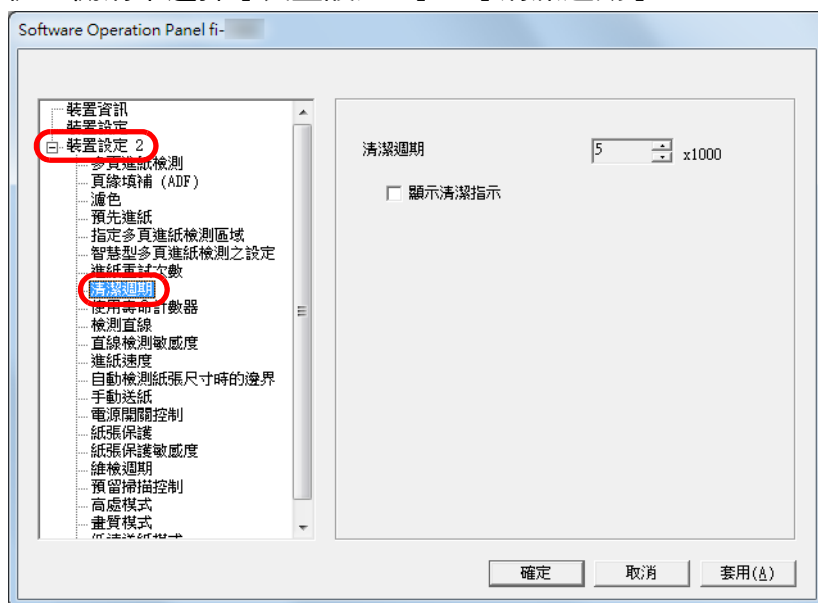 Software Operation Panel fi-
裝置資訊
裝置設定
裝置設定 2
多頁進紙檢測
頁緣填補 (ADF)
濾色
預先進紙
指定多頁進紙檢測區域
智慧型多頁進紙檢測之設定
進紙重試次數
清潔週期
使用壽命計數器
檢測直線
直線檢測敏感度
進紙速度
自動檢測紙張尺寸時的邊界
手動送紙
電源開關控制
紙張保護
紙張保護敏感度
維檢週期
預留掃描控制
高處模式
畫質模式
清潔週期 5 x1000
顯示清潔指示
確定 取消 套用(A)